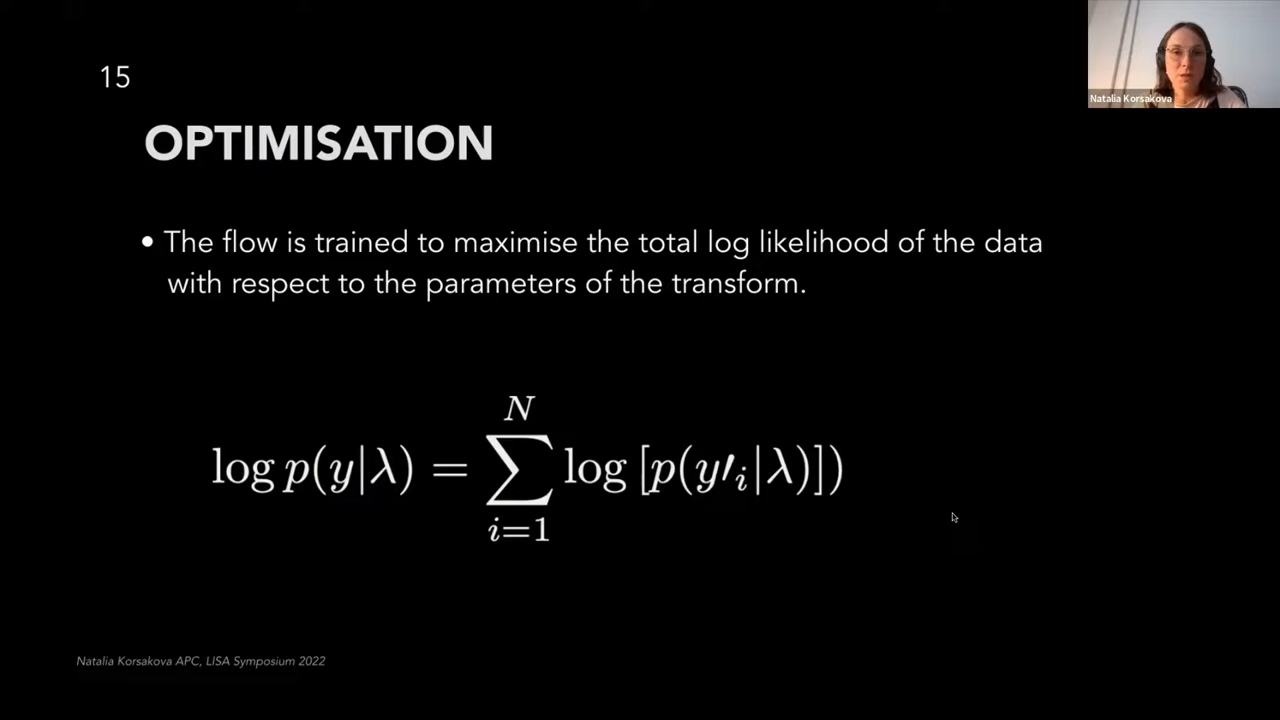 15
Natalia Korsakova
OPTIMISATION
• The flow is trained to maximise the total log likelihood of the data
with respect to the parameters of the transform.
log p(y|λ) = ∑_{i=1}^{N} log [p(y′_i|λ)])
Natalia Korsakova APC, LISA Symposium 2022